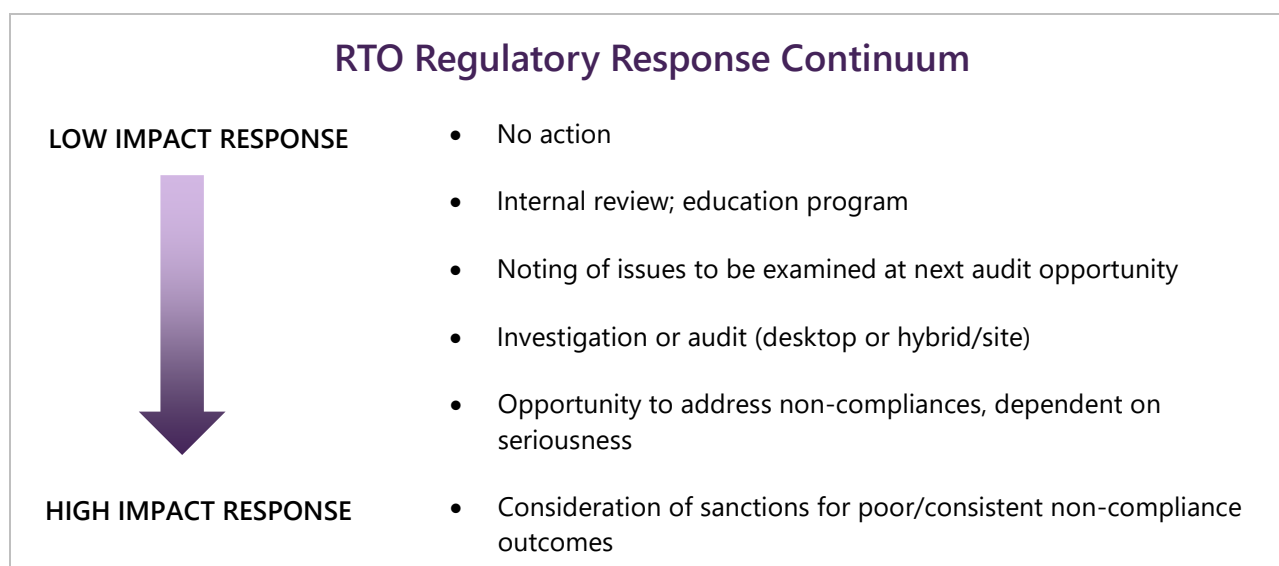 RTO Regulatory Response Continuum
LOW IMPACT RESPONSE
• No action
• Internal review; education program
• Noting of issues to be examined at next audit opportunity
• Investigation or audit (desktop or hybrid/site)
• Opportunity to address non-compliances, dependent on
seriousness
HIGH IMPACT RESPONSE
• Consideration of sanctions for poor/consistent non-compliance
outcomes